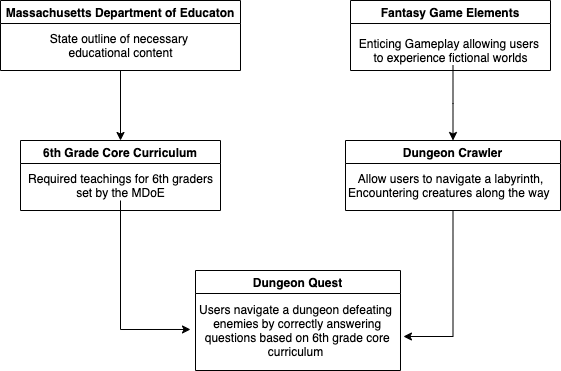 Massachusetts Department of Educaton
State outline of necessary
educational content
Fantasy Game Elements
Enticing Gameplay allowing users
to experience fictional worlds
6th Grade Core Curriculum
Required teachings for 6th graders
set by the MDoE
Dungeon Crawler
Allow users to navigate a labyrinth,
Encountering creatures along the way
Dungeon Quest
Users navigate a dungeon defeating
enemies by correctly answering
questions based on 6th grade core
curriculum